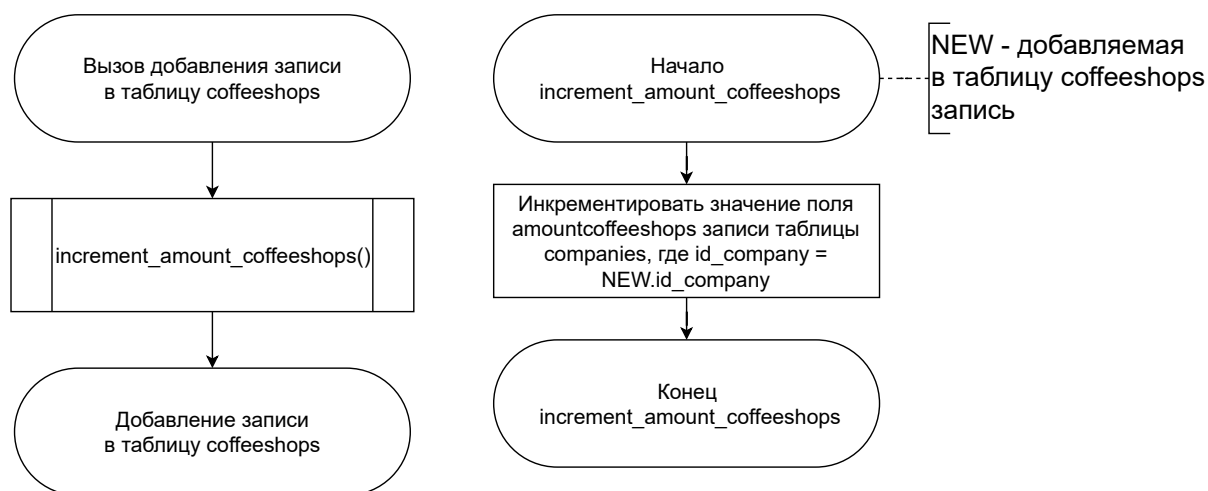 Вызов добавления записи
в таблицу coffeeshops
increment_amount_coffeeshops()
Добавление записи
в таблицу coffeeshops
Начало
increment_amount_coffeeshops
NEW - добавляемая
в таблицу coffeeshops
запись
Инкрементировать значение поля
amountcoffeeshops записи таблицы
companies, где id_company =
NEW.id_company
Конец
increment_amount_coffeeshops